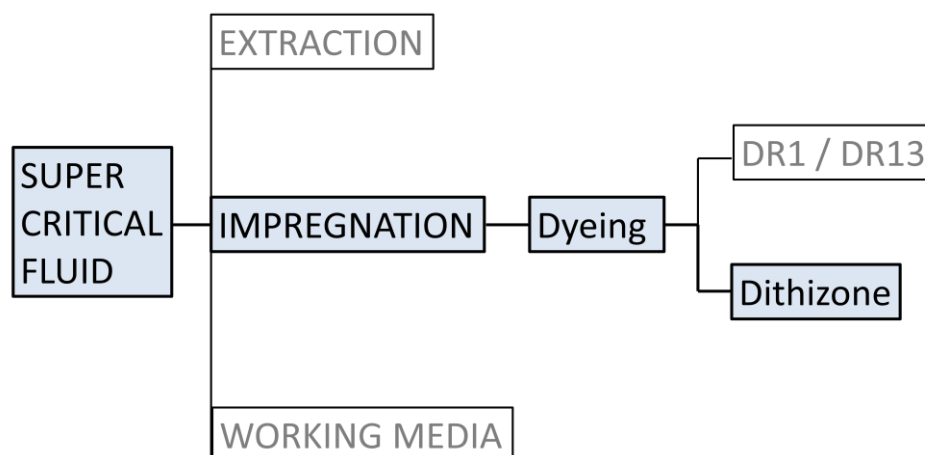 EXTRACTION
SUPER
CRITICAL
FLUID
IMPREGNATION
Dyeing
DR1 / DR13
Dithizone
WORKING MEDIA